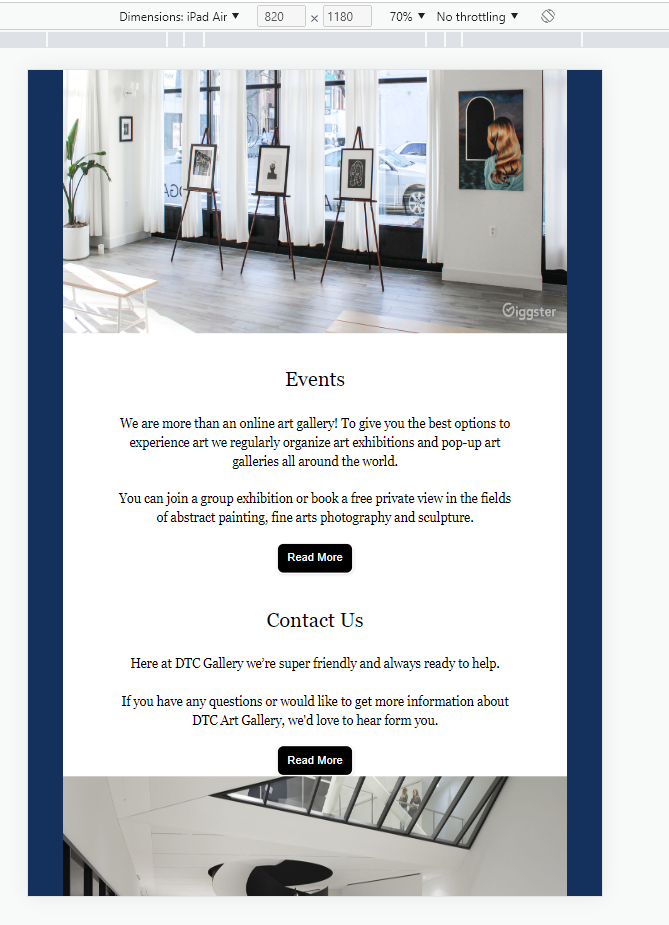 Dimensions: iPad Air ▼ 820 × 1180 70% ▼ No throttling ▼
Giggster
Events
We are more than an online art gallery! To give you the best options to
experience art we regularly organize art exhibitions and pop-up art
galleries all around the world.
You can join a group exhibition or book a free private view in the fields
of abstract painting, fine arts photography and sculpture.
Read More
Contact Us
Here at DTC Gallery we’re super friendly and always ready to help.
If you have any questions or would like to get more information about
DTC Art Gallery, we'd love to hear form you.
Read More